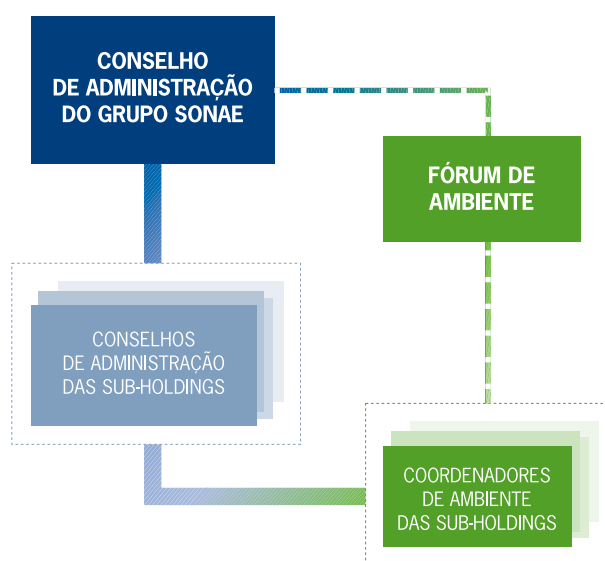 CONSELHO
DE ADMINISTRAÇÃO
DO GRUPO SONAE
FÓRUM DE
AMBIENTE
CONSELHOS
DE ADMINISTRAÇÃO
DAS SUB-HOLDINGS
COORDENADORES
DE AMBIENTE
DAS SUB-HOLDINGS